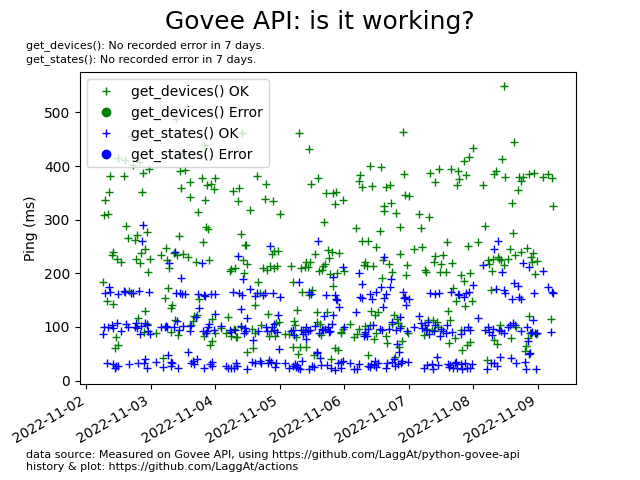 Govee API: is it working?
get_devices(): No recorded error in 7 days.
get_states(): No recorded error in 7 days.
get_devices() OK
get_devices() Error
get_states() OK
get_states() Error
Ping (ms)
500
400
300
200
100
0
2022-11-02
2022-11-03
2022-11-04
2022-11-05
2022-11-06
2022-11-07
2022-11-08
2022-11-09
data source: Measured on Govee API, using https://github.com/LaggAt/python-govee-api
history & plot: https://github.com/LaggAt/actions